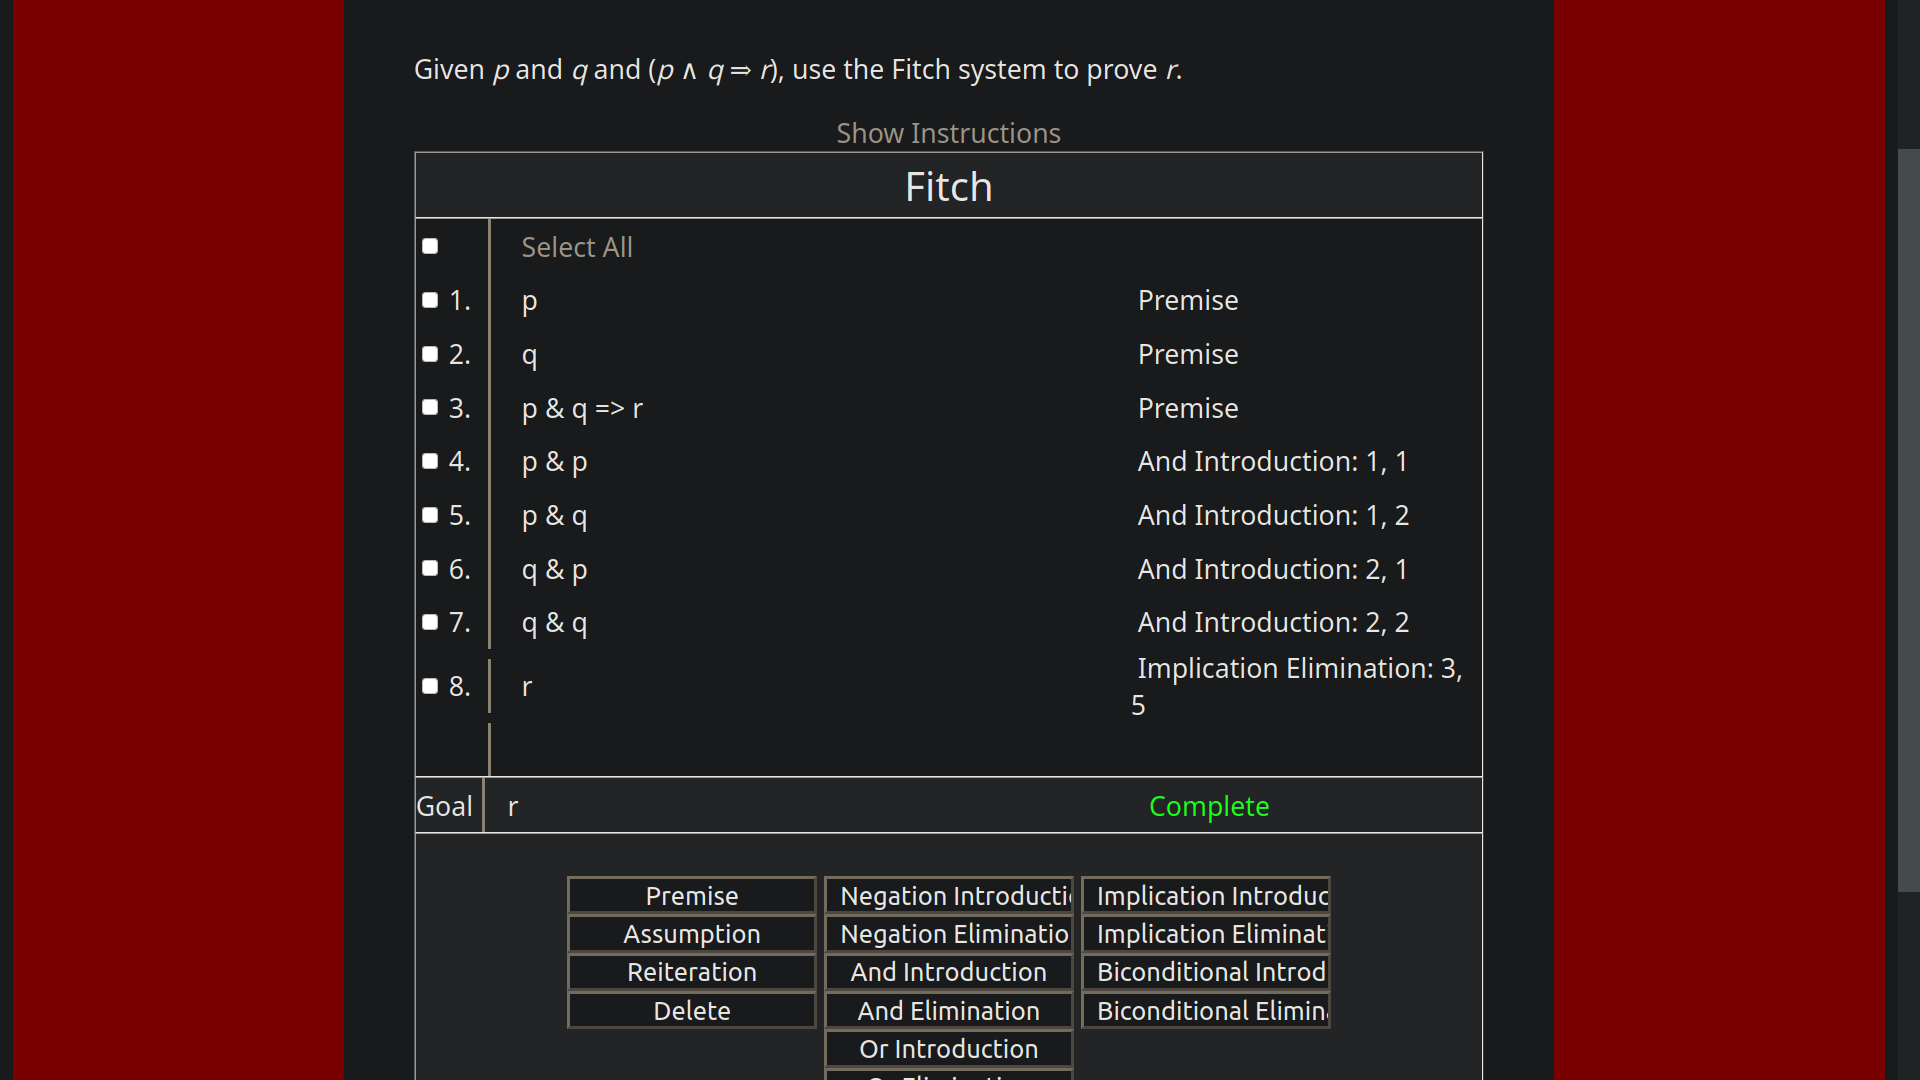 Given p and q and (p ∧ q ⇒ r), use the Fitch system to prove r.
Show Instructions
Fitch
Select All
1. p Premise
2. q Premise
3. p & q => r Premise
4. p & p And Introduction: 1, 1
5. p & q And Introduction: 1, 2
6. q & p And Introduction: 2, 1
7. q & q And Introduction: 2, 2
8. r Implication Elimination: 3,
5
Goal r Complete
Premise Negation Introducti Implication Introduc
Assumption Negation Eliminatio Implication Eliminat
Reiteration And Introduction Biconditional Introd
Delete And Elimination Biconditional Elimin
Or Introduction